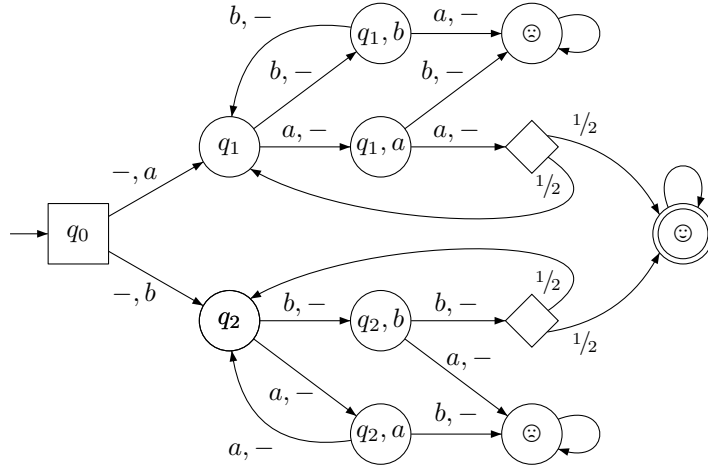 b, −
a, −
q₁, b
☹
b, −
b, −
½
q₁
a, −
q₁, a
a, −
½
−, a
q₀
☺
−, b
½
q₂
b, −
q₂, b
b, −
½
a, −
a, −
a, −
q₂, a
b, −
☹